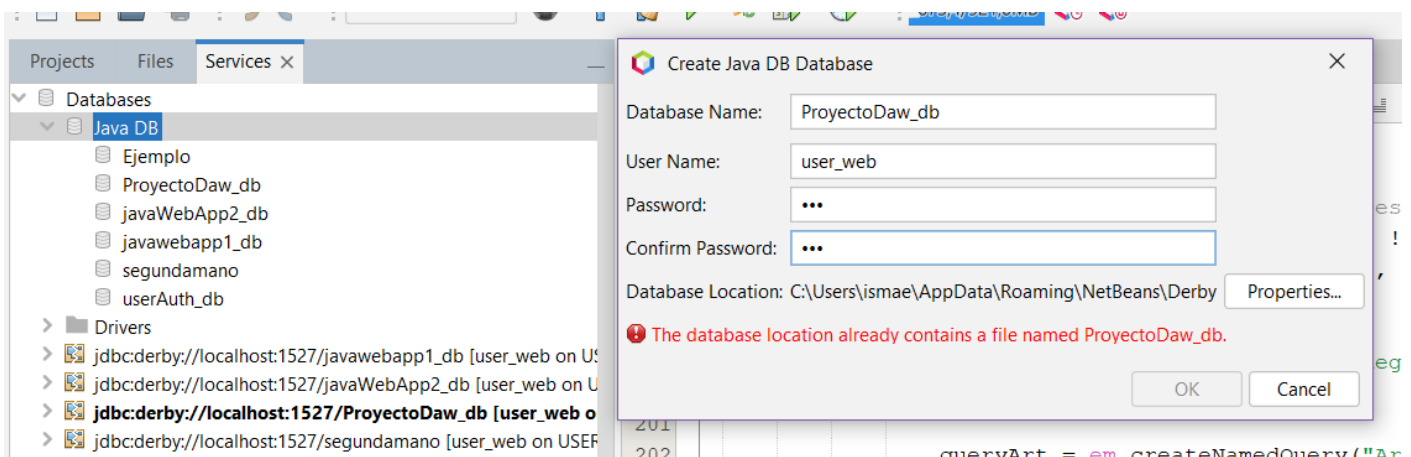 Projects Files Services
Databases
Java DB
Ejemplo
ProyectoDaw_db
javaWebApp2_db
javawebapp1_db
segundamano
userAuth_db
Drivers
jdbc:derby://localhost:1527/javawebapp1_db [user_web on US
jdbc:derby://localhost:1527/javaWebApp2_db [user_web on U
jdbc:derby://localhost:1527/ProyectoDaw_db [user_web o
jdbc:derby://localhost:1527/segundamano [user_web on USER
Create Java DB Database
Database Name: ProyectoDaw_db
User Name: user_web
Password: •••
Confirm Password: •••
Database Location: C:\Users\ismae\AppData\Roaming\NetBeans\Derby Properties...
The database location already contains a file named ProyectoDaw_db.
OK Cancel
es
!
,
eg
201
202 queryArt = em.createNamedQuery("Ar